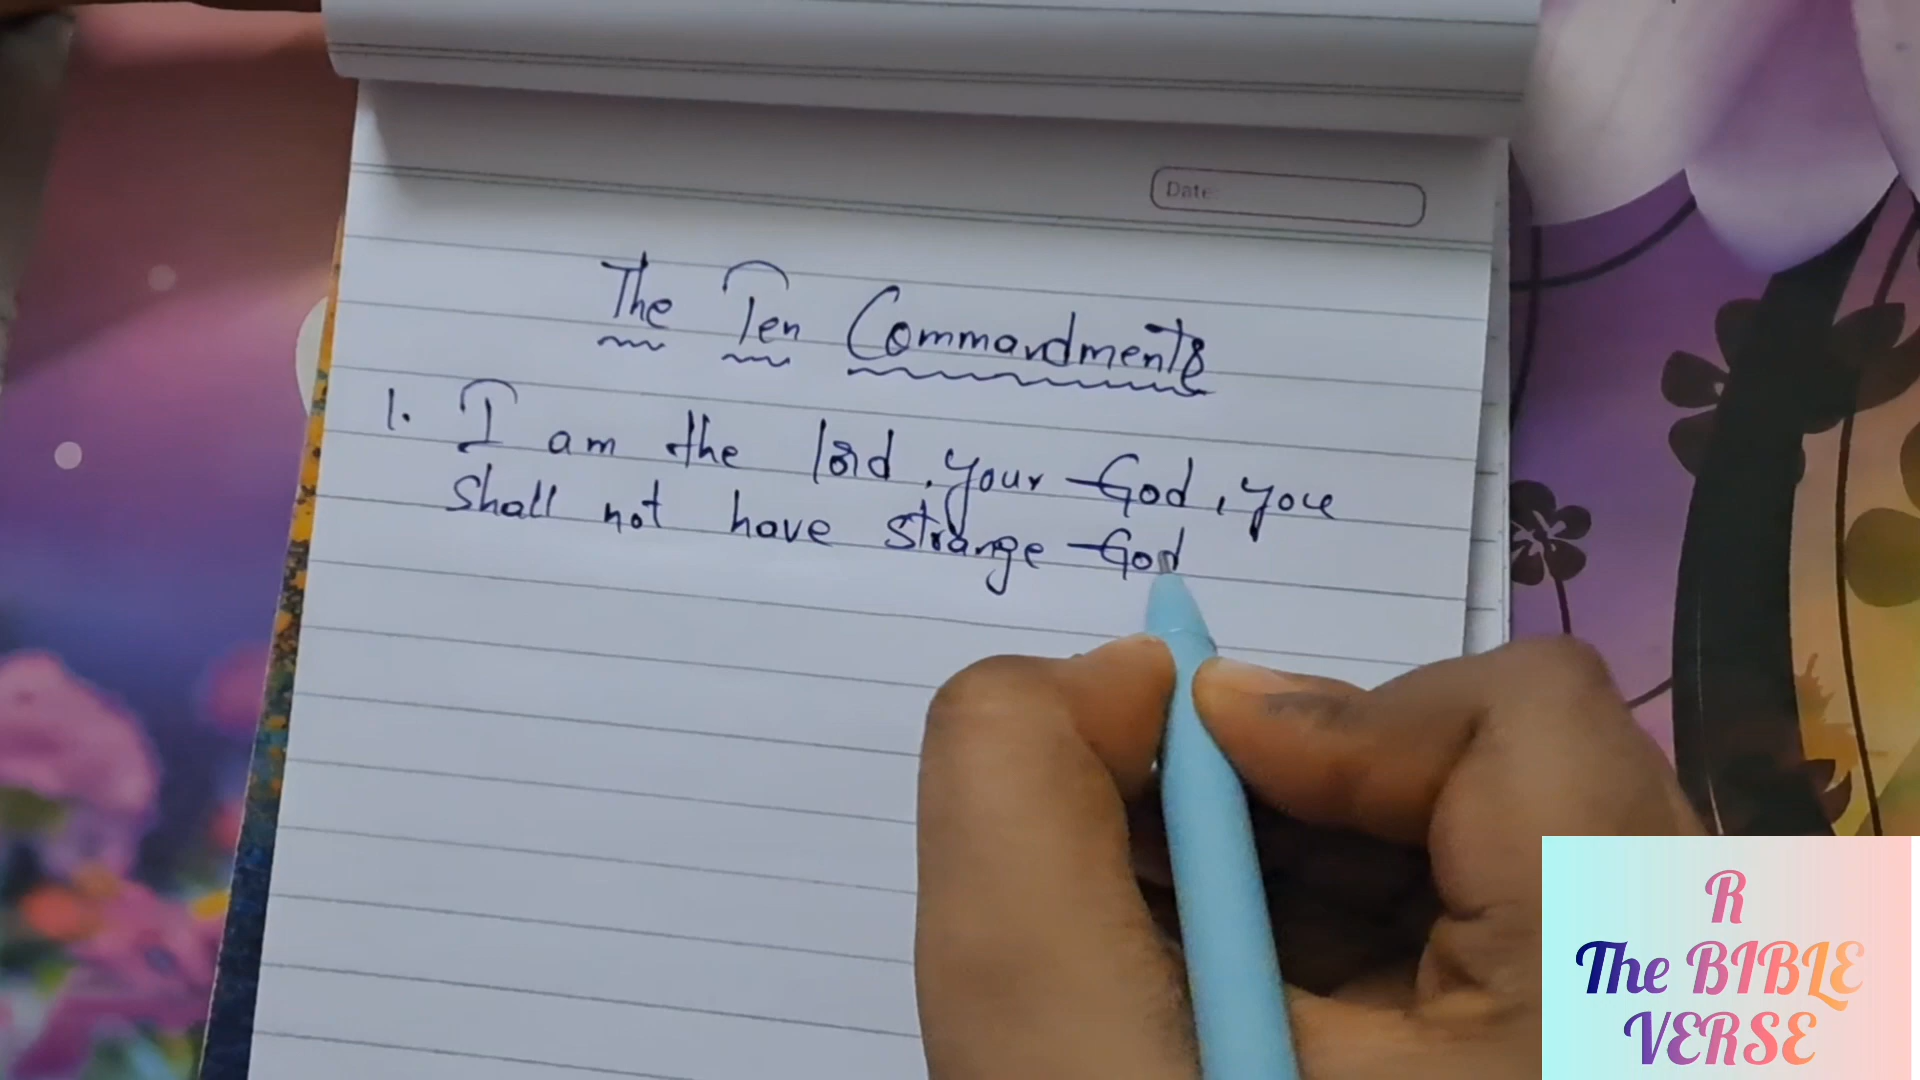 Date
The Ten Commandments
1. I am the lord, your God, you
Shall not have strange God
R
The BIBLE
VERSE